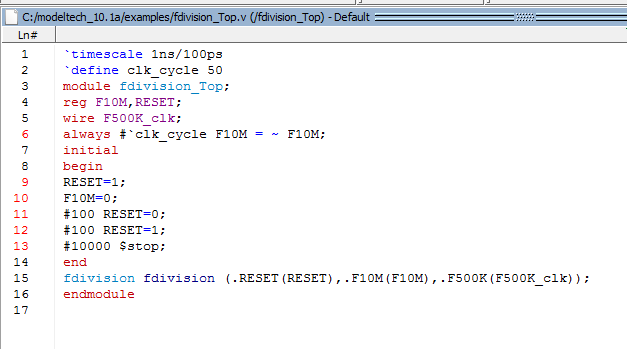 C:/modeltech_10.1a/examples/fdivision_Top.v (/fdivision_Top) - Default
Ln#
1 `timescale 1ns/100ps
2 `define clk_cycle 50
3 module fdivision_Top;
4 reg F10M,RESET;
5 wire F500K_clk;
6 always #`clk_cycle F10M = ~ F10M;
7 initial
8 begin
9 RESET=1;
10 F10M=0;
11 #100 RESET=0;
12 #100 RESET=1;
13 #10000 $stop;
14 end
15 fdivision fdivision (.RESET(RESET),.F10M(F10M),.F500K(F500K_clk));
16 endmodule
17